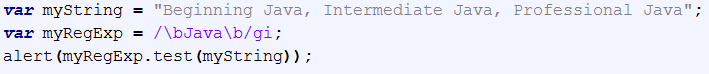 var myString = "Beginning Java, Intermediate Java, Professional Java";
var myRegExp = /\bJava\b/gi;
alert(myRegExp.test(myString));